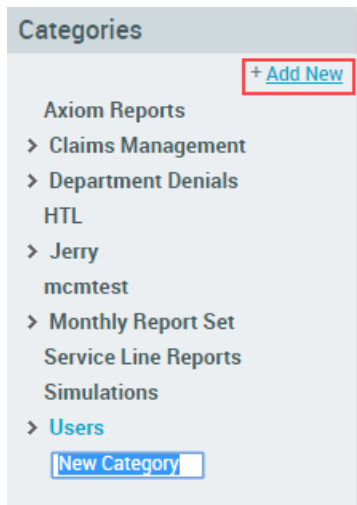 Categories
+ Add New
Axiom Reports
> Claims Management
> Department Denials
HTL
> Jerry
mcmtest
> Monthly Report Set
Service Line Reports
Simulations
> Users
New Category